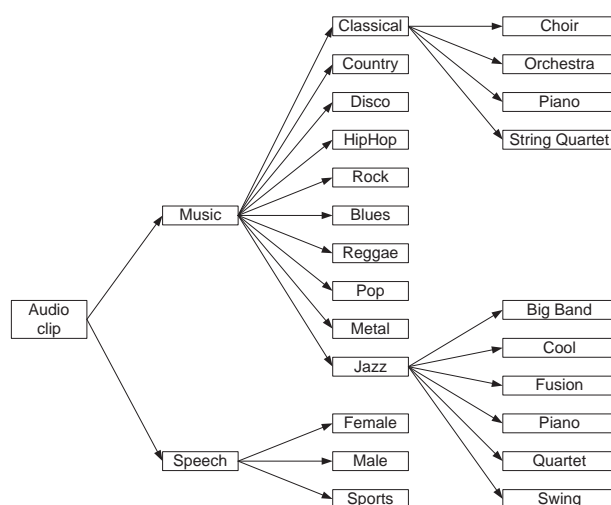 Classical
Choir
Country
Orchestra
Disco
Piano
HipHop
String Quartet
Rock
Music
Blues
Reggae
Pop
Audio
clip
Big Band
Metal
Cool
Jazz
Fusion
Female
Piano
Speech
Male
Quartet
Sports
Swing